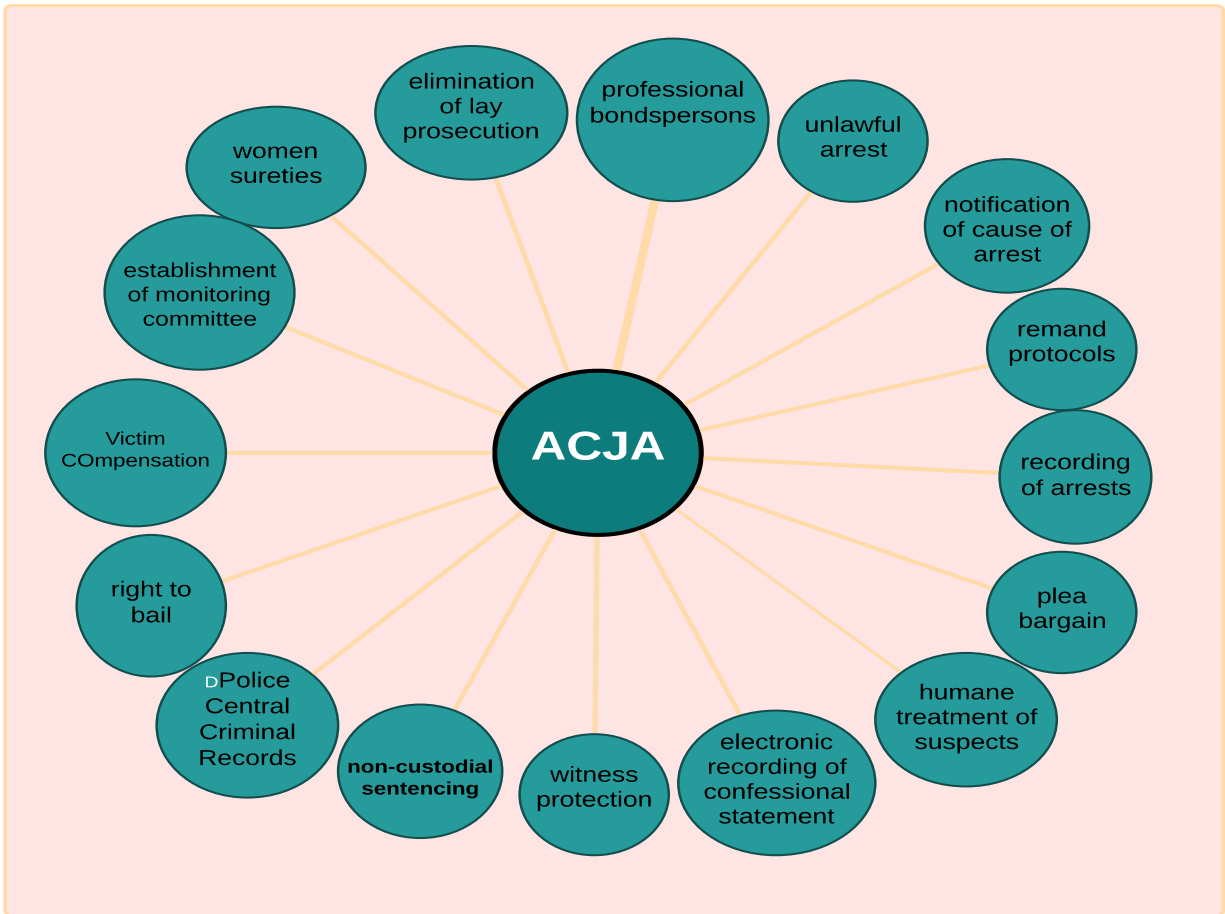 elimination
of lay
prosecution
professional
bondspersons
unlawful
arrest
women
sureties
notification
of cause of
arrest
establishment
of monitoring
committee
remand
protocols
ACJA
Victim
COmpensation
recording
of arrests
right to
bail
plea
bargain
DPolice
Central
Criminal
Records
humane
treatment of
suspects
non-custodial
sentencing
witness
protection
electronic
recording of
confessional
statement